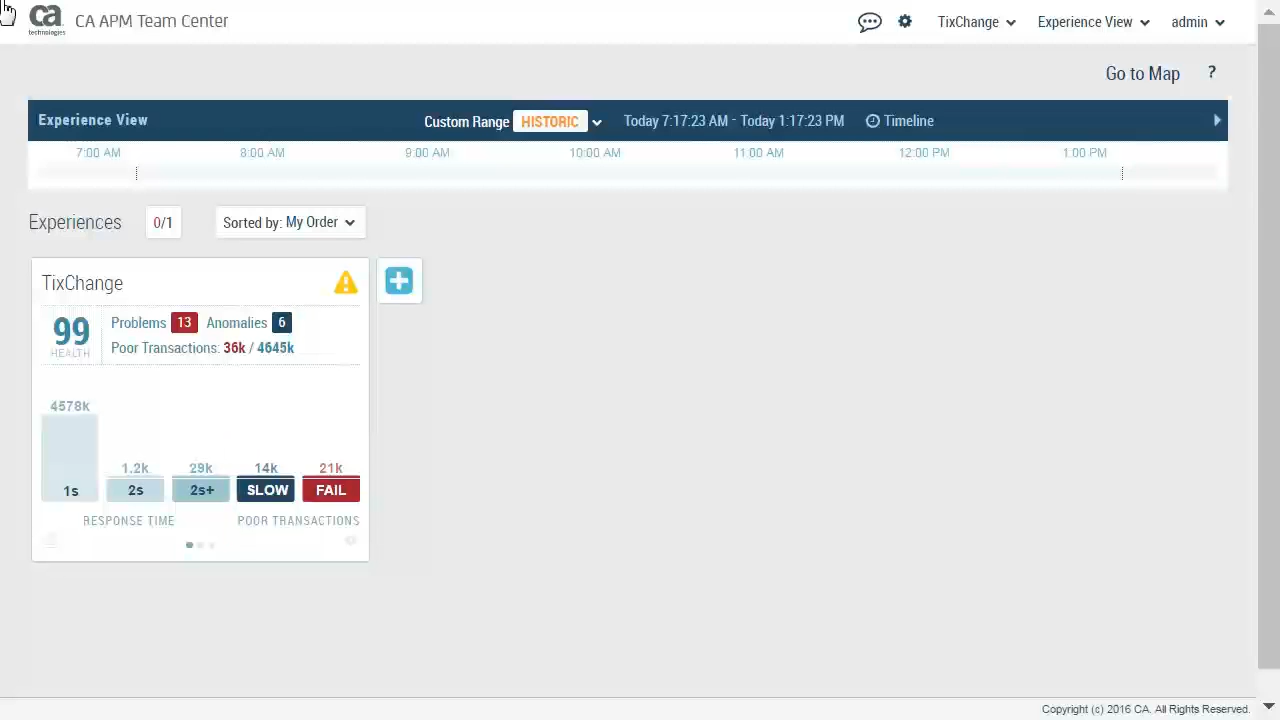 ca
technologies
CA APM Team Center
TixChange
Experience View
admin
Go to Map
?
Experience View
Custom Range HISTORIC
Today 7:17:23 AM - Today 1:17:23 PM
Timeline
7:00 AM 8:00 AM 9:00 AM 10:00 AM 11:00 AM 12:00 PM 1:00 PM
Experiences 0/1 Sorted by: My Order
TixChange
99
HEALTH
Problems 13 Anomalies 6
Poor Transactions: 36k / 4645k
4578k
1.2k 29k 14k 21k
1s 2s 2s+ SLOW FAIL
RESPONSE TIME POOR TRANSACTIONS
Copyright (c) 2016 CA. All Rights Reserved.